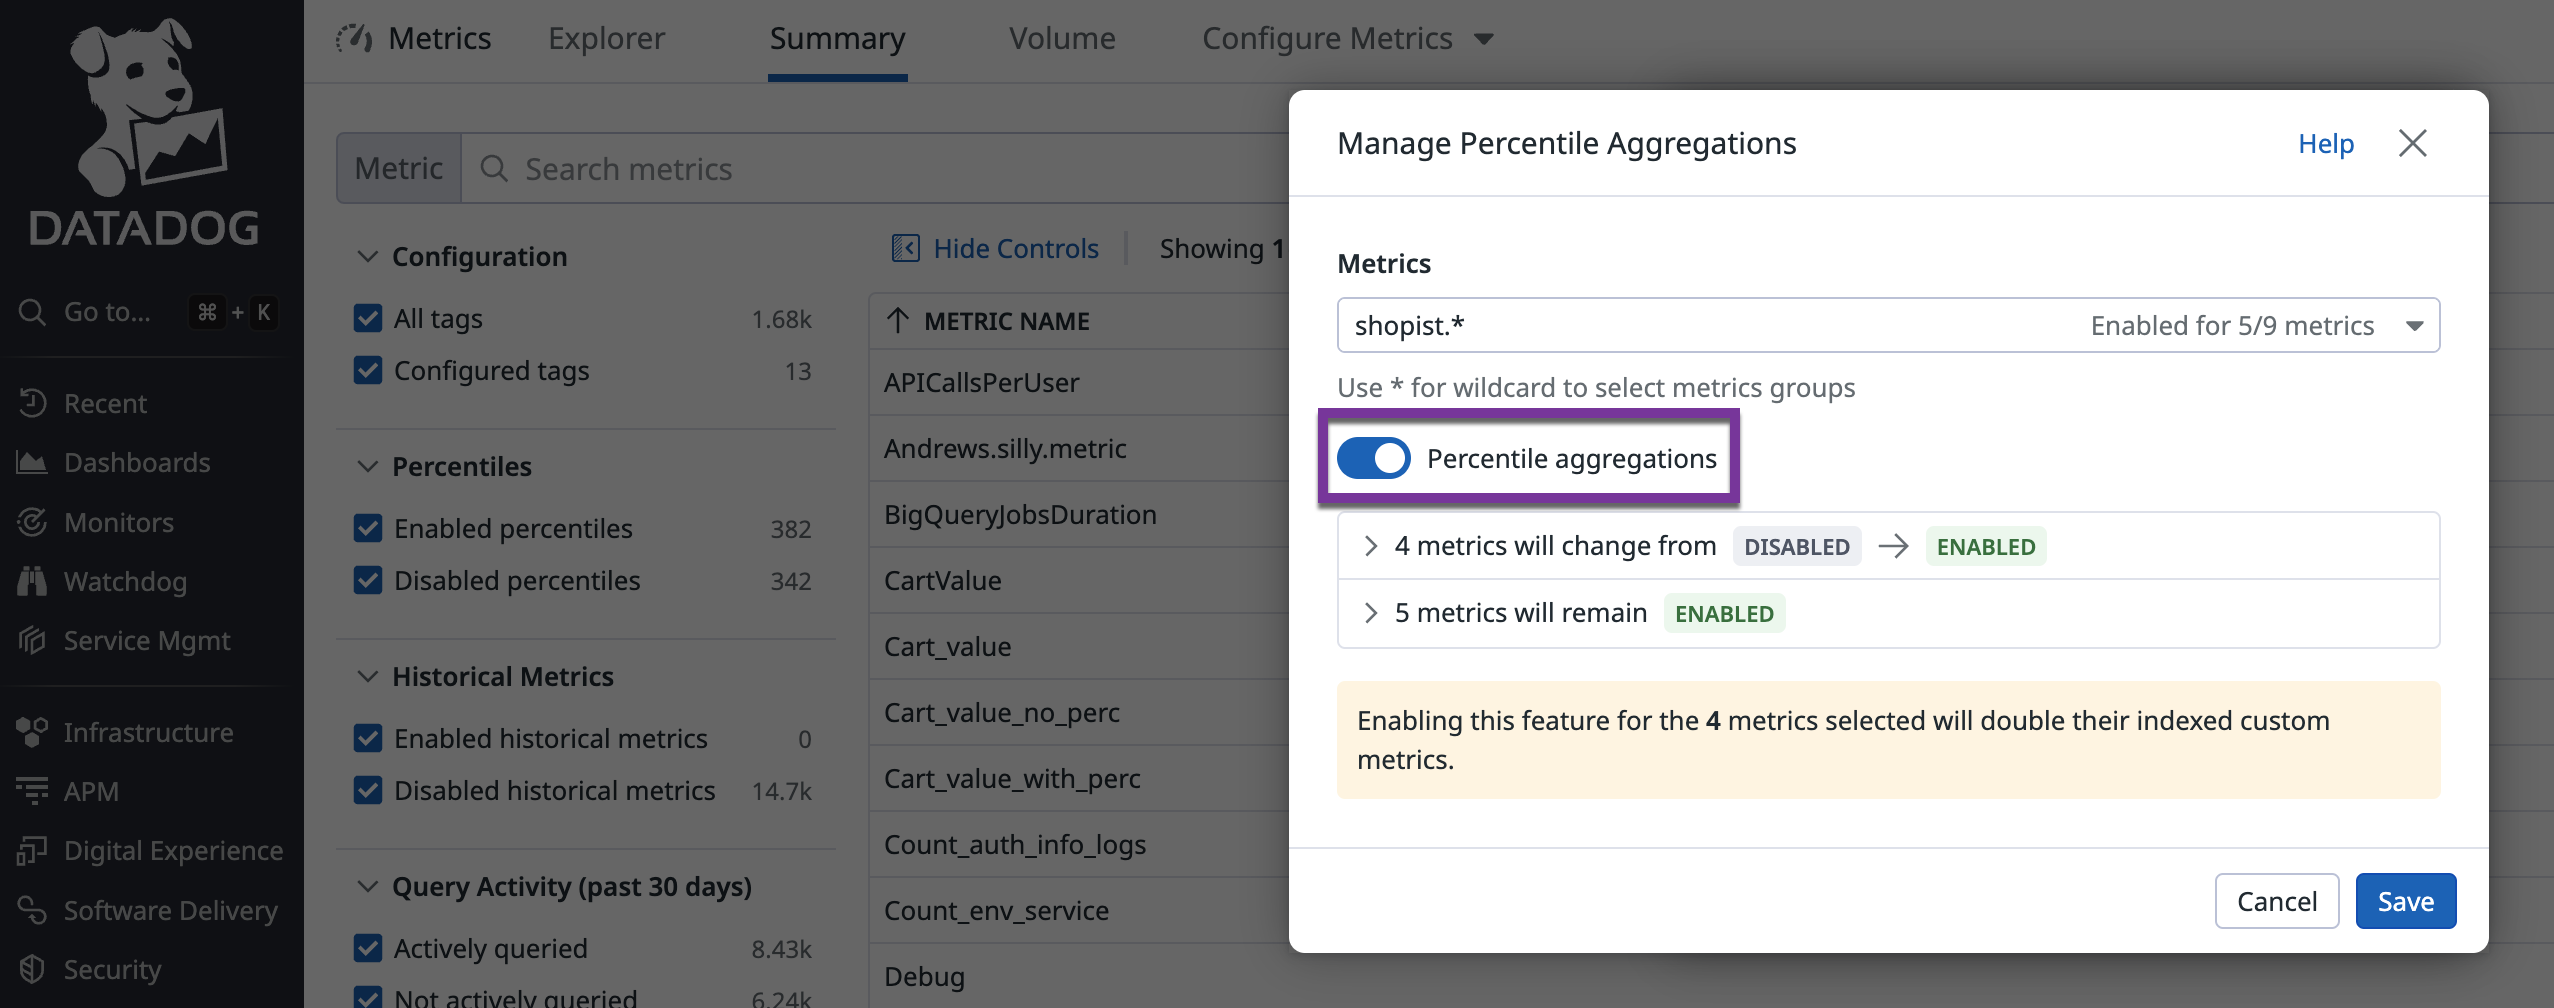 DATADOG
Go to... ⌘ + K
Recent
Dashboards
Monitors
Watchdog
Service Mgmt
Infrastructure
APM
Digital Experience
Software Delivery
Security
Metrics Explorer Summary Volume Configure Metrics
Metric Search metrics
Configuration
All tags 1.68k
Configured tags 13
Percentiles
Enabled percentiles 382
Disabled percentiles 342
Historical Metrics
Enabled historical metrics 0
Disabled historical metrics 14.7k
Query Activity (past 30 days)
Actively queried 8.43k
Not actively queried 6.24k
Hide Controls Showing 1
METRIC NAME
APICallsPerUser
Andrews.silly.metric
BigQueryJobsDuration
CartValue
Cart_value
Cart_value_no_perc
Cart_value_with_perc
Count_auth_info_logs
Count_env_service
Debug
Manage Percentile Aggregations Help
Metrics
shopist.* Enabled for 5/9 metrics
Use * for wildcard to select metrics groups
Percentile aggregations
4 metrics will change from DISABLED → ENABLED
5 metrics will remain ENABLED
Enabling this feature for the 4 metrics selected will double their indexed custom
metrics.
Cancel Save